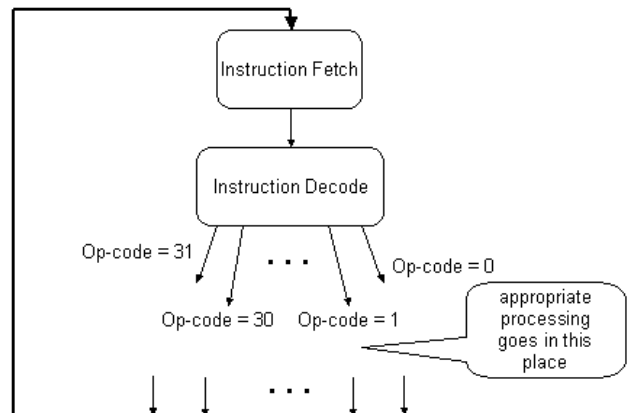 Instruction Fetch
Instruction Decode
Op-code = 31
. . .
Op-code = 0
Op-code = 30
Op-code = 1
appropriate
processing
goes in this
place
. . .